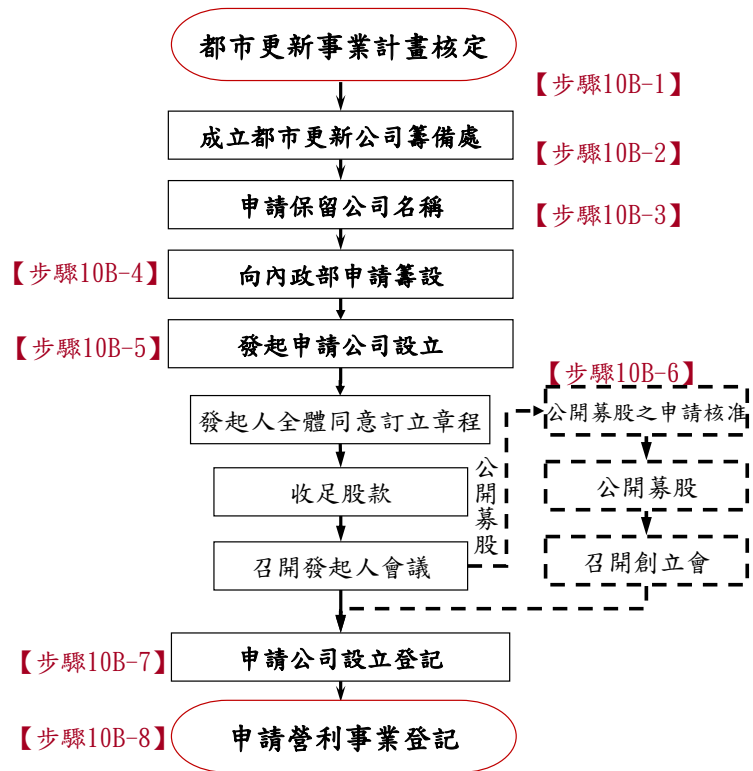 都市更新事業計畫核定
【步驟10B-1】
成立都市更新公司籌備處
【步驟10B-2】
申請保留公司名稱
【步驟10B-3】
【步驟10B-4】
向內政部申請籌設
【步驟10B-5】
發起申請公司設立
【步驟10B-6】
發起人全體同意訂立章程
公開募股之申請核准
收足股款
公開募股
公開募股
召開發起人會議
召開創立會
【步驟10B-7】
申請公司設立登記
【步驟10B-8】
申請營利事業登記